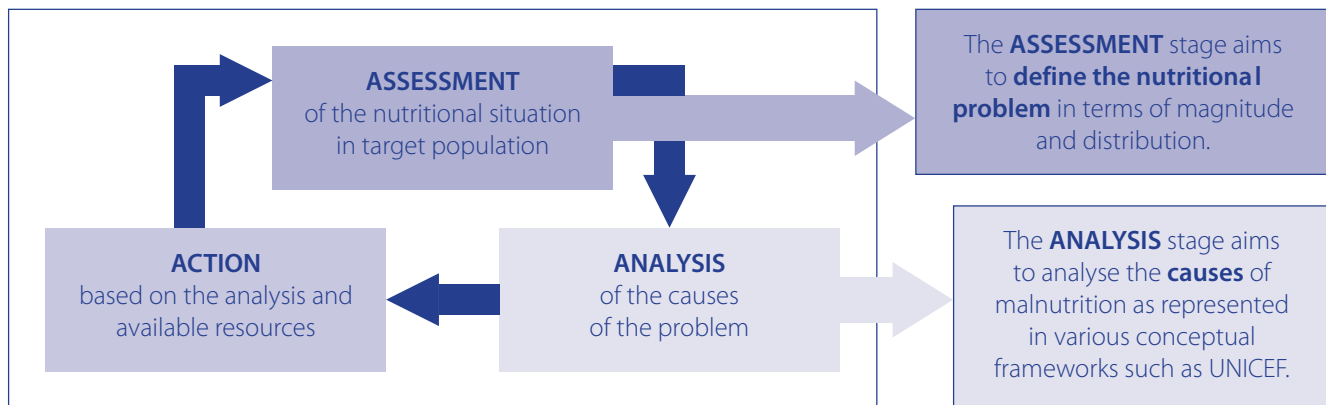 ASSESSMENT
of the nutritional situation
in target population
The ASSESSMENT stage aims
to define the nutritional
problem in terms of magnitude
and distribution.
ACTION
based on the analysis and
available resources
ANALYSIS
of the causes
of the problem
The ANALYSIS stage aims
to analyse the causes of
malnutrition as represented
in various conceptual
frameworks such as UNICEF.